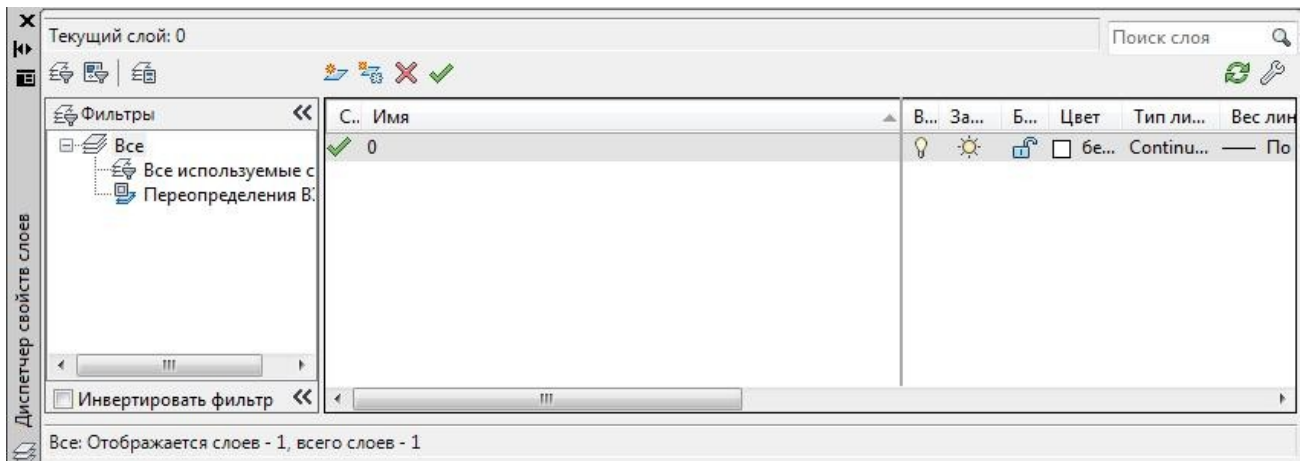 Текущий слой: 0
Поиск слоя
Фильтры
С.. Имя В... За... Б... Цвет Тип ли... Вес лин
Все
0 бе... Continu... По
Все используемые с
Переопределения В
Инвертировать фильтр
Все: Отображается слоев - 1, всего слоев - 1
Диспетчер свойств слоев